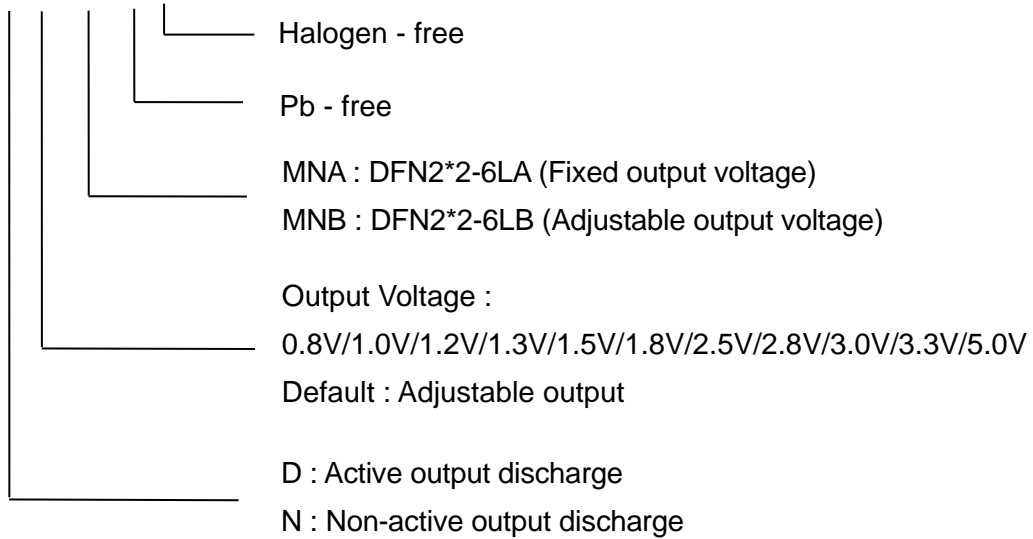 Halogen - free
Pb - free
MNA : DFN2*2-6LA (Fixed output voltage)
MNB : DFN2*2-6LB (Adjustable output voltage)
Output Voltage :
0.8V/1.0V/1.2V/1.3V/1.5V/1.8V/2.5V/2.8V/3.0V/3.3V/5.0V
Default : Adjustable output
D : Active output discharge
N : Non-active output discharge